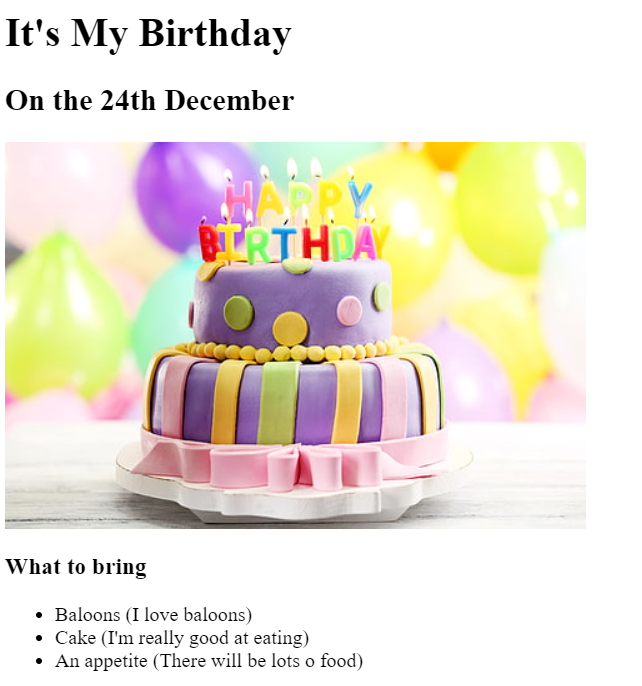 It's My Birthday
On the 24th December
HAPPY
BIRTHDAY
What to bring
Baloons (I love baloons)
Cake (I'm really good at eating)
An appetite (There will be lots o food)